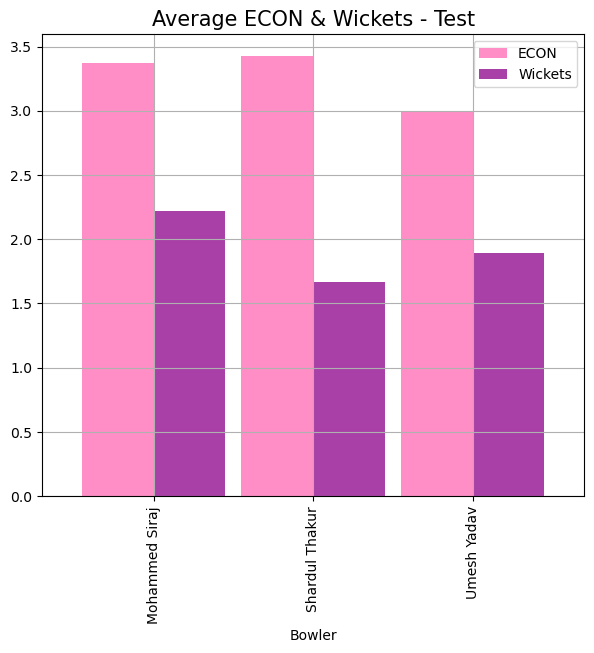 Average ECON & Wickets - Test
ECON
Wickets
3.5
3.0
2.5
2.0
1.5
1.0
0.5
0.0
Mohammed Siraj
Shardul Thakur
Umesh Yadav
Bowler